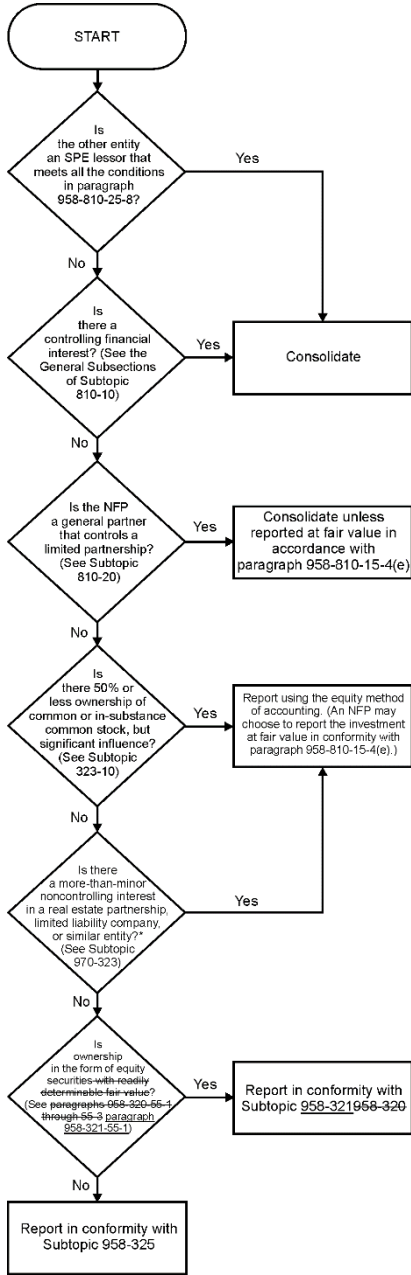 START
Is
the other entity
an SPE lessor that
meets all the conditions
in paragraph
958-810-25-8?
Yes
No
Is
there a
controlling financial
interest? (See the
General Subsections
of Subtopic
810-10)
Yes
Consolidate
No
Is the NFP
a general partner
that controls a
limited partnership?
(See Subtopic
810-20)
Yes
Consolidate unless
reported at fair value in
accordance with
paragraph 958-810-15-4(e)
No
Is
there 50% or
less ownership of
common or in-substance
common stock, but
significant influence?
(See Subtopic
323-10)
Yes
Report using the equity method
of accounting. (An NFP may
choose to report the investment
at fair value in conformity with
paragraph 958-810-15-4(e).)
No
Is there
a more-than-minor
noncontrolling interest
in a real estate partnership,
limited liability company,
or similar entity?*
(See Subtopic
970-323)
Yes
No
Is
ownership
in the form of equity
securities with readily
determinable fair value?
(See paragraphs 958-320-55-1
through 55-3 paragraph
958-321-55-1)
Yes
Report in conformity with
Subtopic 958-321958-320
No
Report in conformity with
Subtopic 958-325